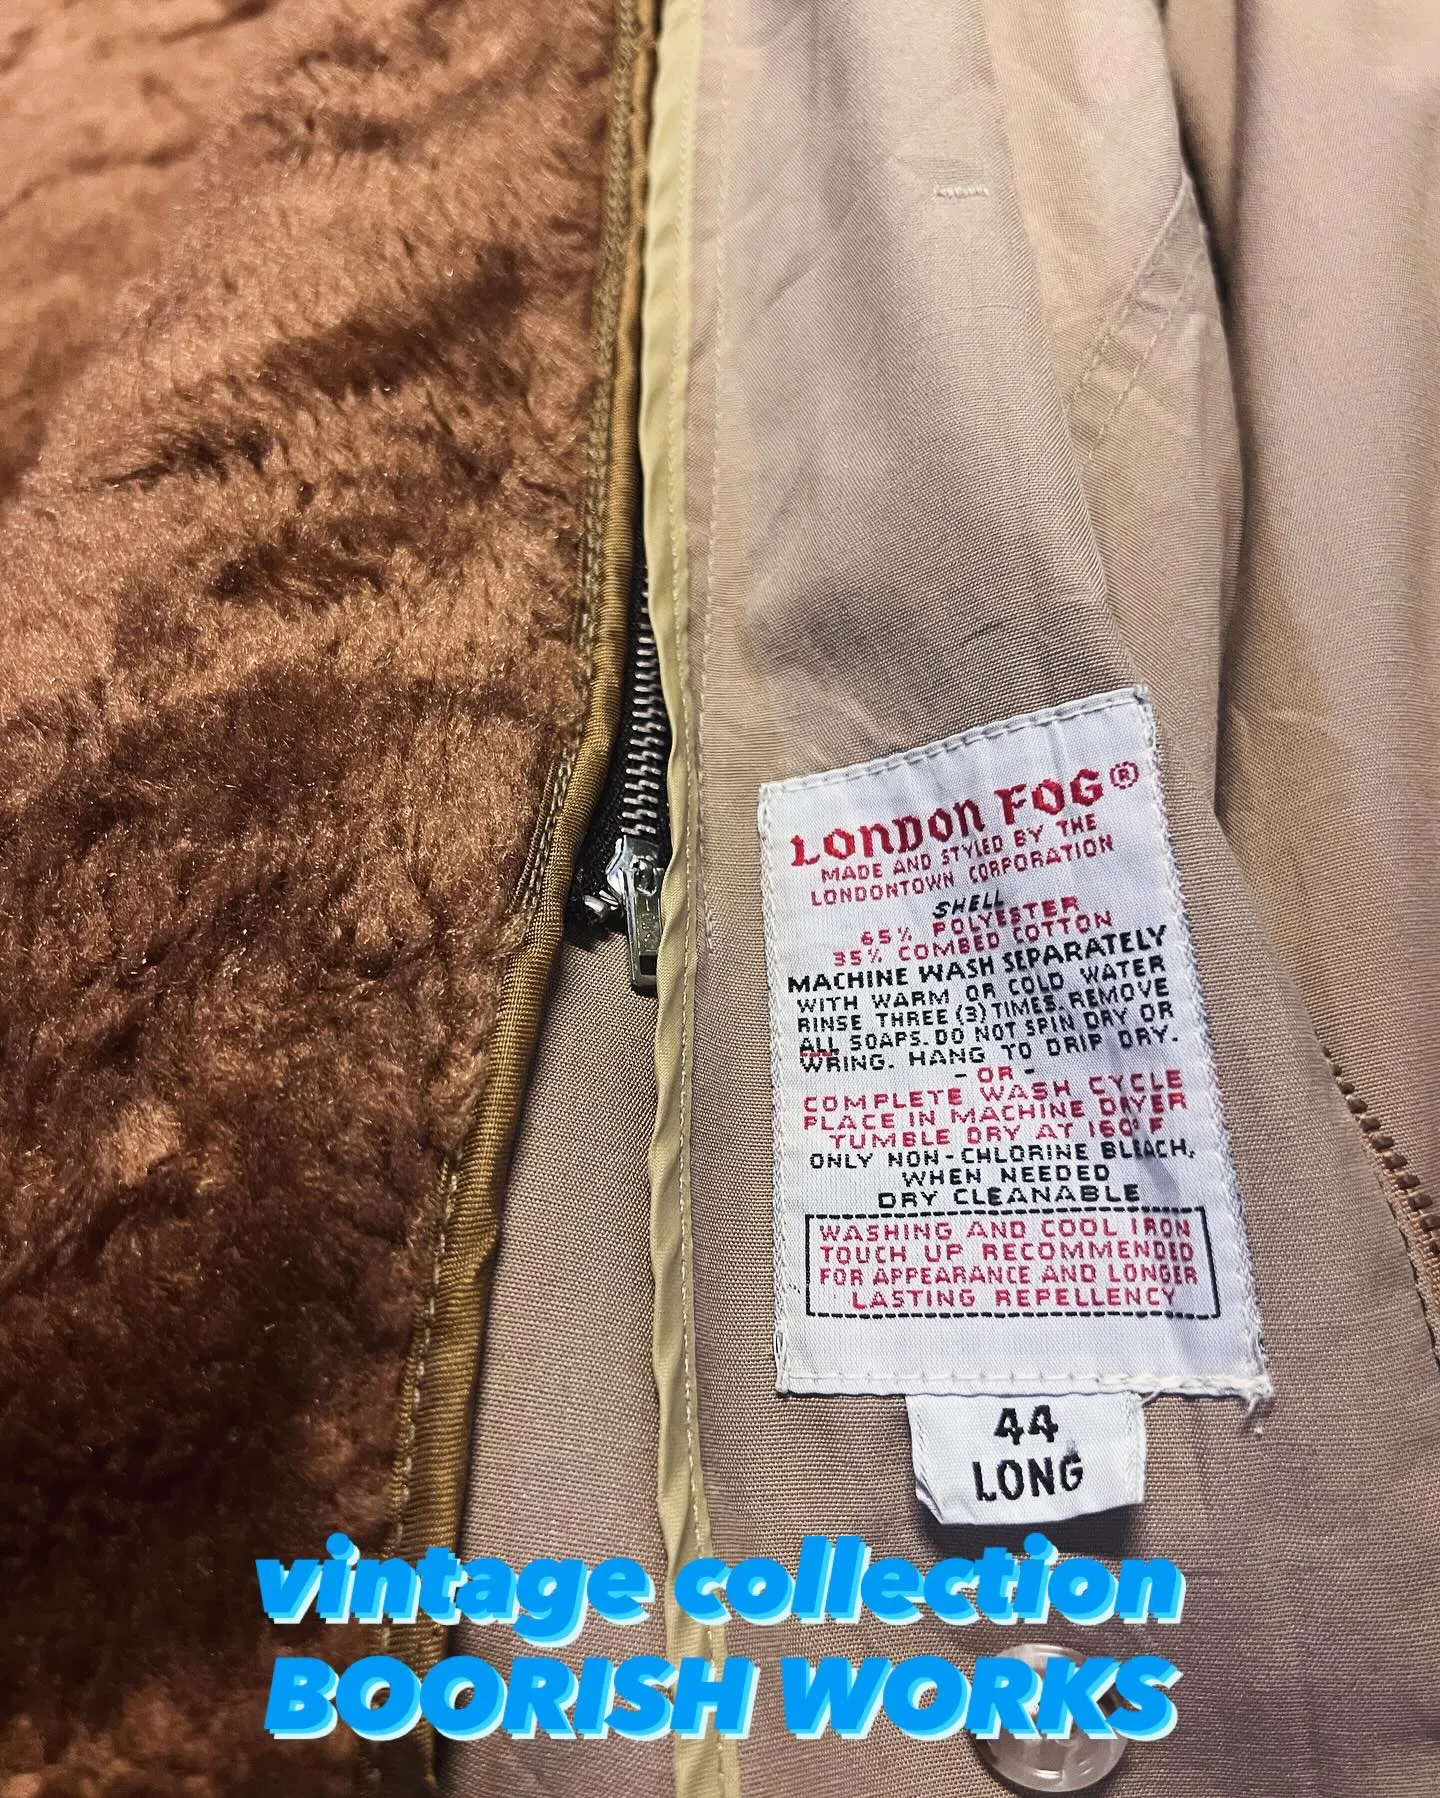 LONDON FOG®
MADE AND STYLED BY THE
LONDONTOWN CORPORATION
SHELL
65% POLYESTER
35% COMBED COTTON
MACHINE WASH SEPARATELY
WITH WARM OR COLD WATER
RINSE THREE (3) TIMES. REMOVE
ALL SOAPS. DO NOT SPIN DRY OR
WRING. HANG TO DRIP DRY.
- OR -
COMPLETE WASH CYCLE
PLACE IN MACHINE DRYER
TUMBLE DRY AT 160° F
ONLY NON-CHLORINE BLEACH,
WHEN NEEDED
DRY CLEANABLE
WASHING AND COOL IRON
TOUCH UP RECOMMENDED
FOR APPEARANCE AND LONGER
LASTING REPELLENCY
44
LONG
vintage collection
BOORISH WORKS